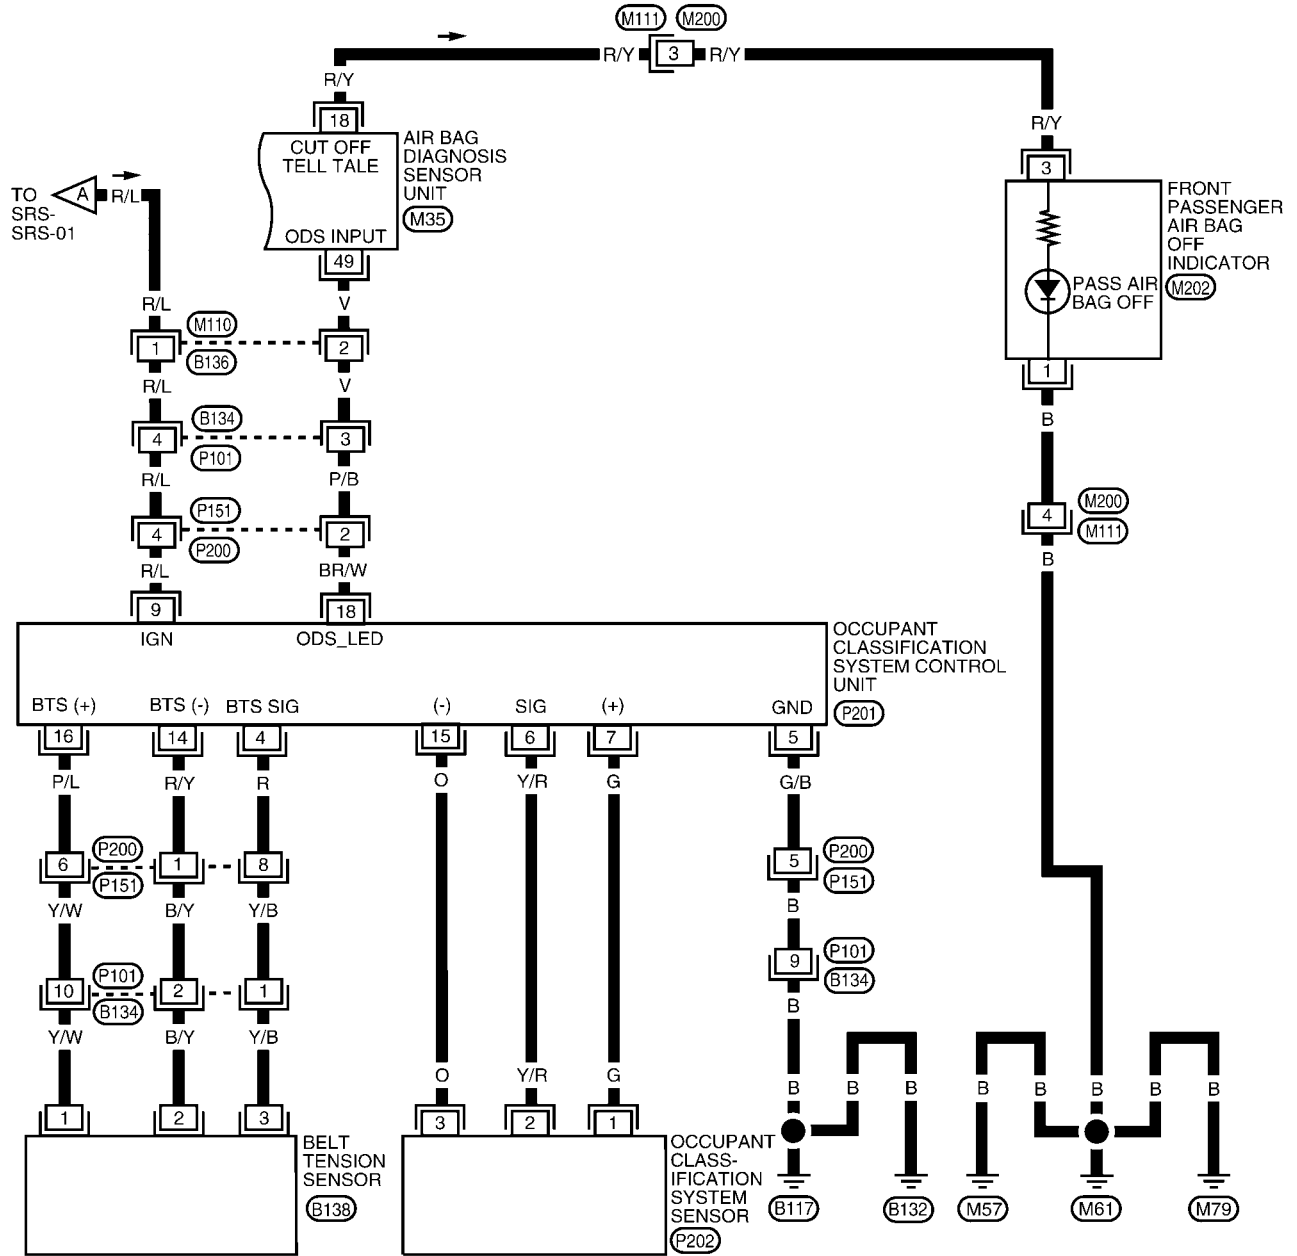 M111 M200
R/Y 3 R/Y
R/Y
18
CUT OFF
TELL TALE
ODS INPUT
49
AIR BAG
DIAGNOSIS
SENSOR
UNIT
M35
R/Y
3
PASS AIR
BAG OFF
1
FRONT
PASSENGER
AIR BAG
OFF
INDICATOR
M202
TO
SRS-
SRS-01
A R/L
R/L V
M110
1 2
B136
R/L V
B134
4 3
P101
R/L P/B
P151
4 2
P200
R/L BR/W
9 18
B
4
M200
M111
B
IGN ODS_LED
BTS (+) BTS (-) BTS SIG (-) SIG (+) GND
OCCUPANT
CLASSIFICATION
SYSTEM CONTROL
UNIT
P201
16 14 4 15 6 7 5
P/L R/Y R O Y/R G G/B
P200
6 1 8
P151
5
P200
P151
Y/W B/Y Y/B B
P101
10 2 1
B134
9
P101
B134
Y/W B/Y Y/B B
O Y/R G
B B B B B B B B
1 2 3 3 2 1
BELT
TENSION
SENSOR
B138
OCCUPANT
CLASS-
IFICATION
SYSTEM
SENSOR
P202
B117 B132 M57 M61 M79